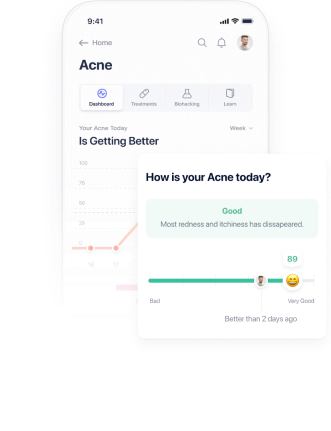 9:41
Home
Acne
Dashboard Treatments Biohacking Learn
Your Acne Today Week
Is Getting Better
100
75
50
25
0
16 17
How is your Acne today?
Good
Most redness and itchiness has dissapeared.
89
Bad Very Good
Better than 2 days ago